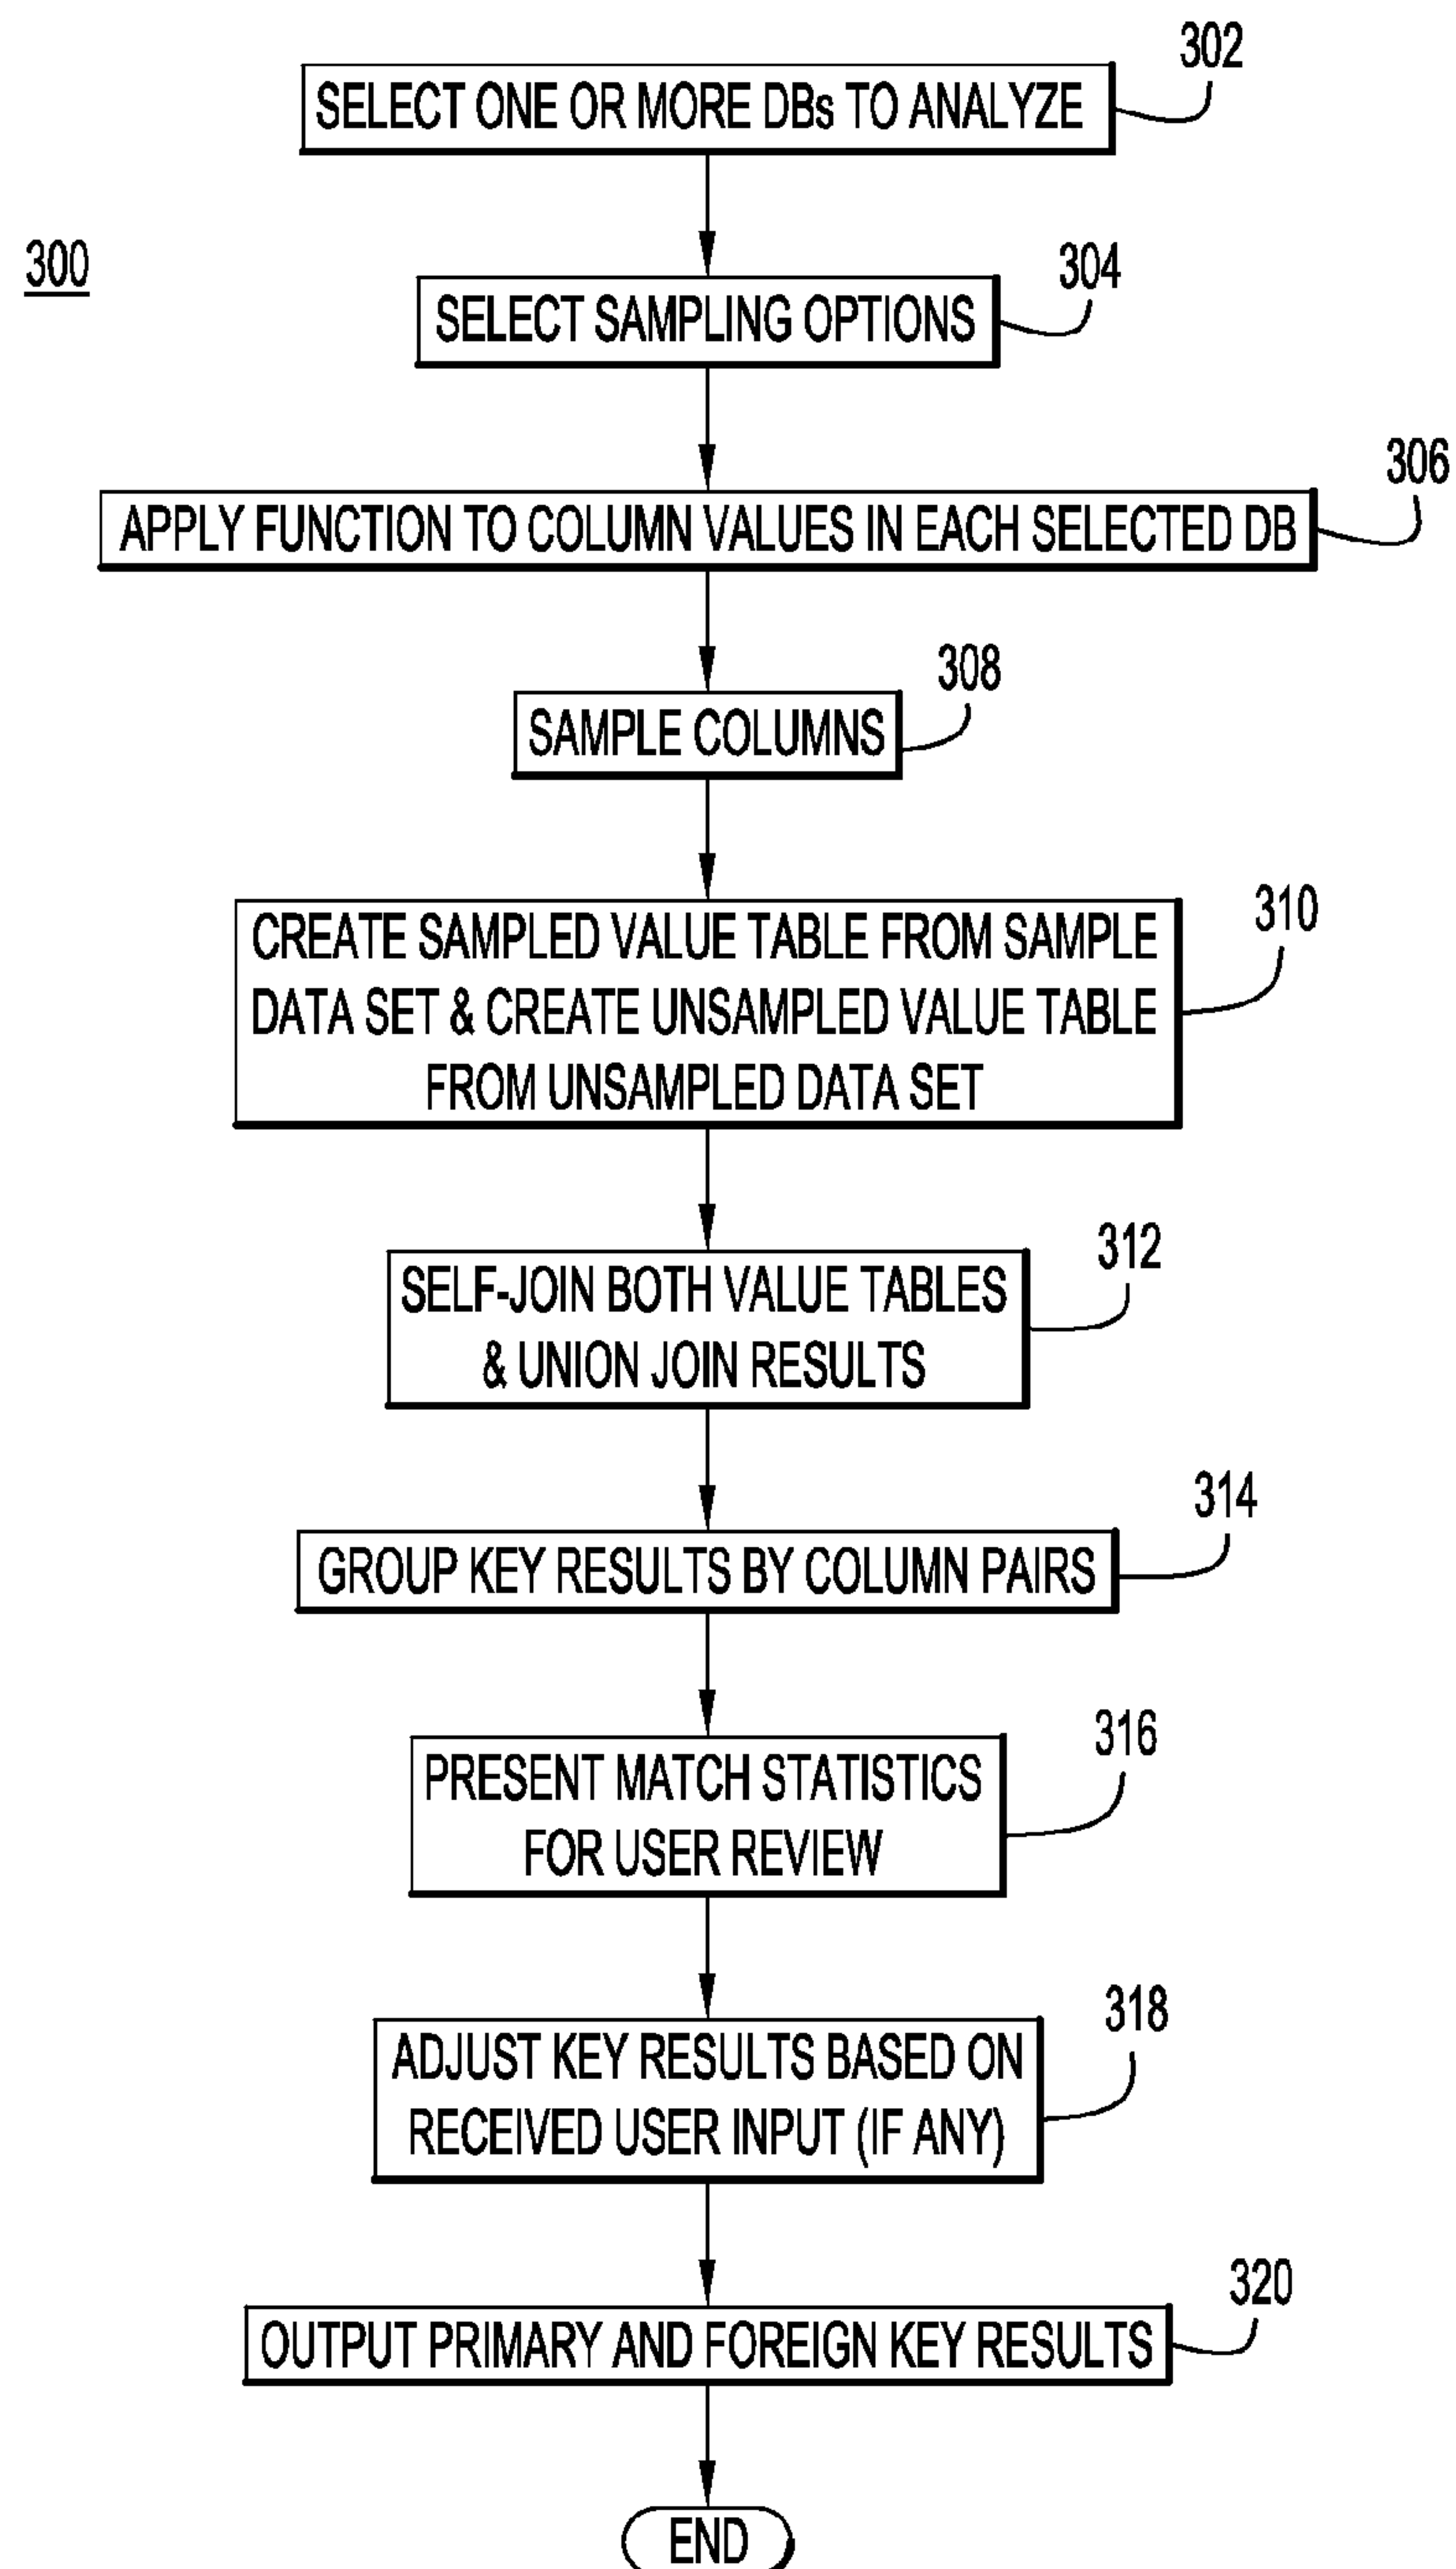 302
SELECT ONE OR MORE DBs TO ANALYZE
300
304
SELECT SAMPLING OPTIONS
306
APPLY FUNCTION TO COLUMN VALUES IN EACH SELECTED DB
308
SAMPLE COLUMNS
310
CREATE SAMPLED VALUE TABLE FROM SAMPLE
DATA SET & CREATE UNSAMPLED VALUE TABLE
FROM UNSAMPLED DATA SET
312
SELF-JOIN BOTH VALUE TABLES
& UNION JOIN RESULTS
314
GROUP KEY RESULTS BY COLUMN PAIRS
316
PRESENT MATCH STATISTICS
FOR USER REVIEW
318
ADJUST KEY RESULTS BASED ON
RECEIVED USER INPUT (IF ANY)
320
OUTPUT PRIMARY AND FOREIGN KEY RESULTS
END